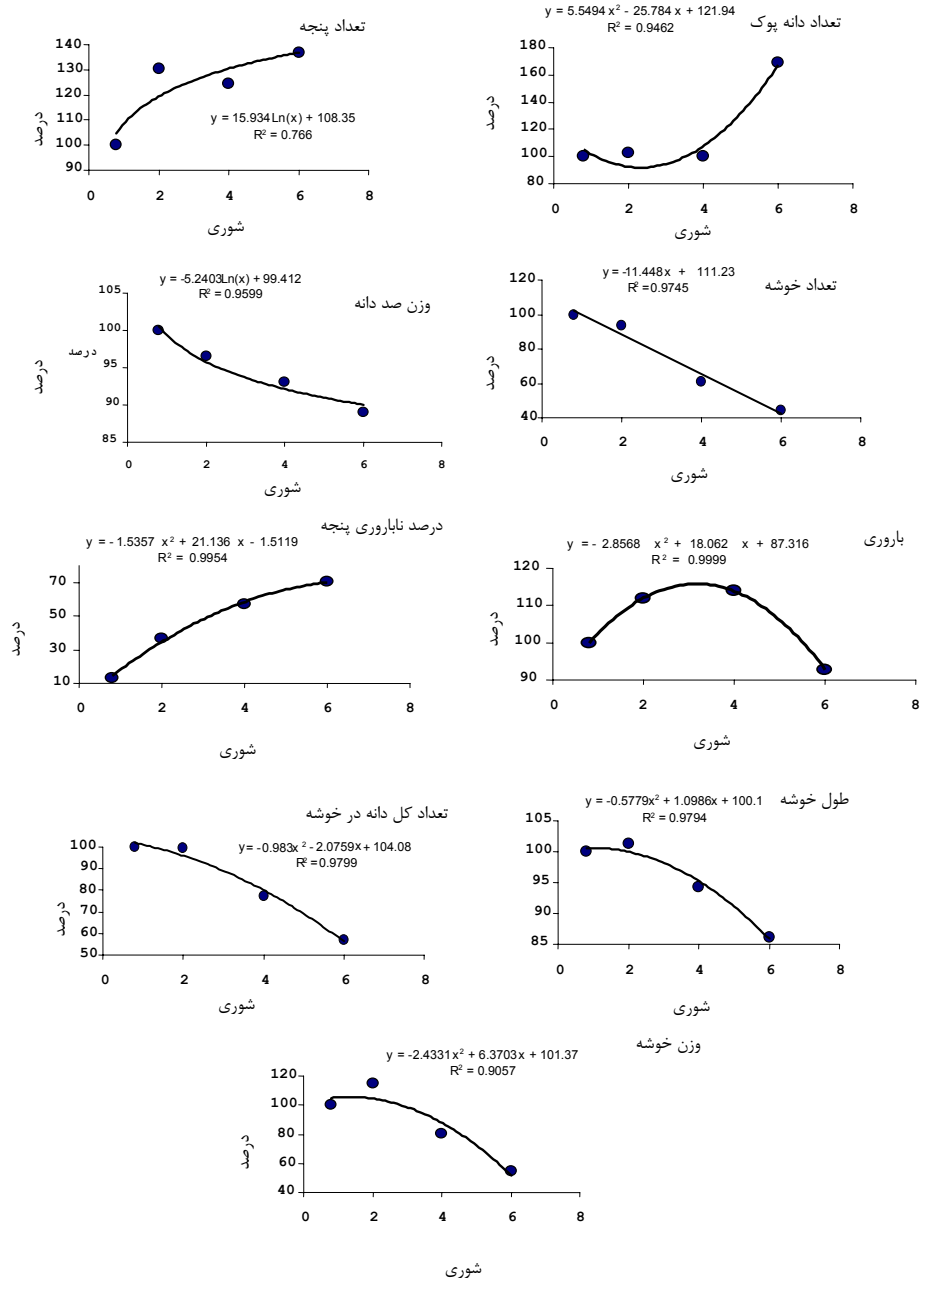 تعداد پنجه
140
130
120
110
100
90
درصد
y = 15.934Ln(x) + 108.35
R² = 0.766
0 2 4 6 8
شوری
y = 5.5494 x² - 25.784 x + 121.94
R² = 0.9462
تعداد دانه پوک
180
160
140
120
100
80
درصد
0 2 4 6 8
شوری
y = -5.2403Ln(x) + 99.412
R² = 0.9599
وزن صد دانه
105
100
95
90
85
درصد
درصد
0 2 4 6 8
شوری
y = -11.448x + 111.23
R² =0.9745
تعداد خوشه
120
100
80
60
40
درصد
0 2 4 6 8
شوری
درصد ناباروری پنجه
y = - 1.5357 x² + 21.136 x - 1.5119
R² = 0.9954
70
50
30
10
درصد
0 2 4 6 8
شوری
باروری
y = - 2.8568 x² + 18.062 x + 87.316
R² = 0.9999
120
110
100
90
درصد
0 2 4 6 8
شوری
تعداد کل دانه در خوشه
y= -0.983x² - 2.0759x + 104.08
R² =0.9799
100
90
80
70
60
50
درصد
0 2 4 6 8
شوری
y = -0.5779x² + 1.0986x + 100.1
R² = 0.9794
طول خوشه
105
100
95
90
85
درصد
0 2 4 6 8
شوری
وزن خوشه
y = -2.4331x² + 6.3703x + 101.37
R² = 0.9057
120
100
80
60
40
درصد
0 2 4 6 8
شوری